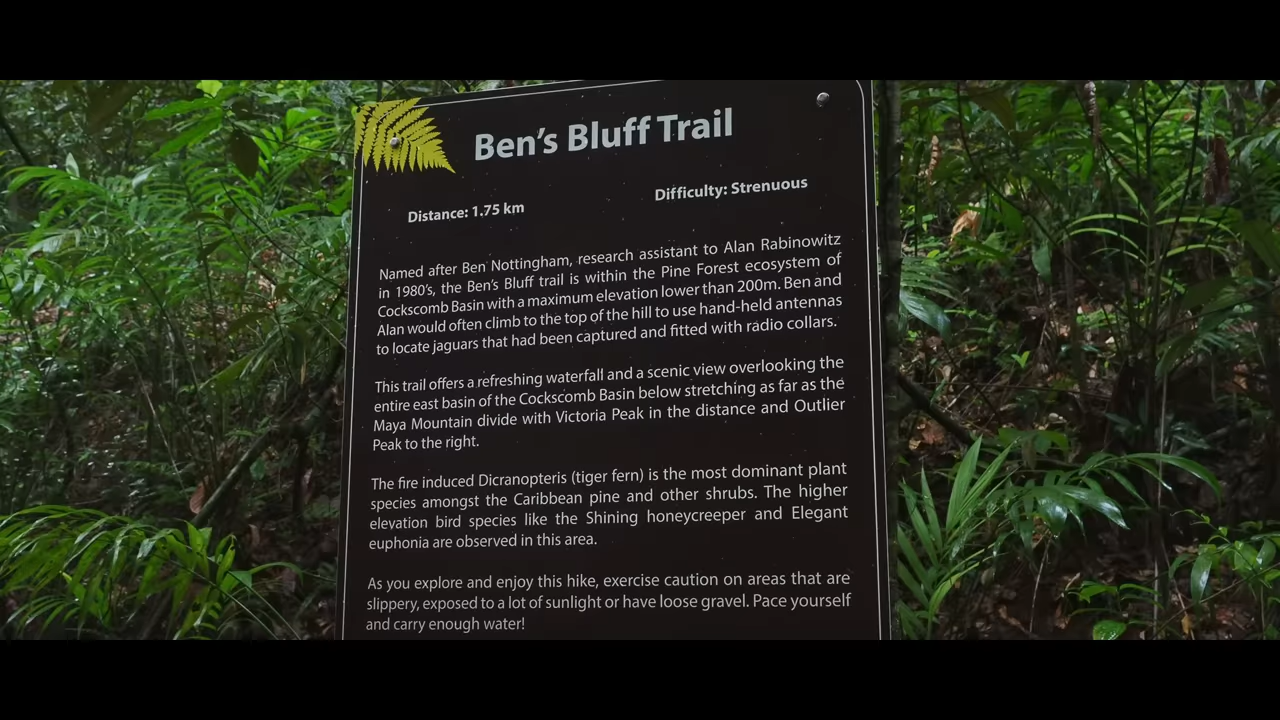 Ben's Bluff Trail
Distance: 1.75 km
Difficulty: Strenuous
Named after Ben Nottingham, research assistant to Alan Rabinowitz
in 1980's, the Ben's Bluff trail is within the Pine Forest ecosystem of
Cockscomb Basin with a maximum elevation lower than 200m. Ben and
Alan would often climb to the top of the hill to use hand-held antennas
to locate jaguars that had been captured and fitted with radio collars.
This trail offers a refreshing waterfall and a scenic view overlooking the
entire east basin of the Cockscomb Basin below stretching as far as the
Maya Mountain divide with Victoria Peak in the distance and Outlier
Peak to the right.
The fire induced Dicranopteris (tiger fern) is the most dominant plant
species amongst the Caribbean pine and other shrubs. The higher
elevation bird species like the Shining honeycreeper and Elegant
euphonia are observed in this area.
As you explore and enjoy this hike, exercise caution on areas that are
slippery, exposed to a lot of sunlight or have loose gravel. Pace yourself
and carry enough water!